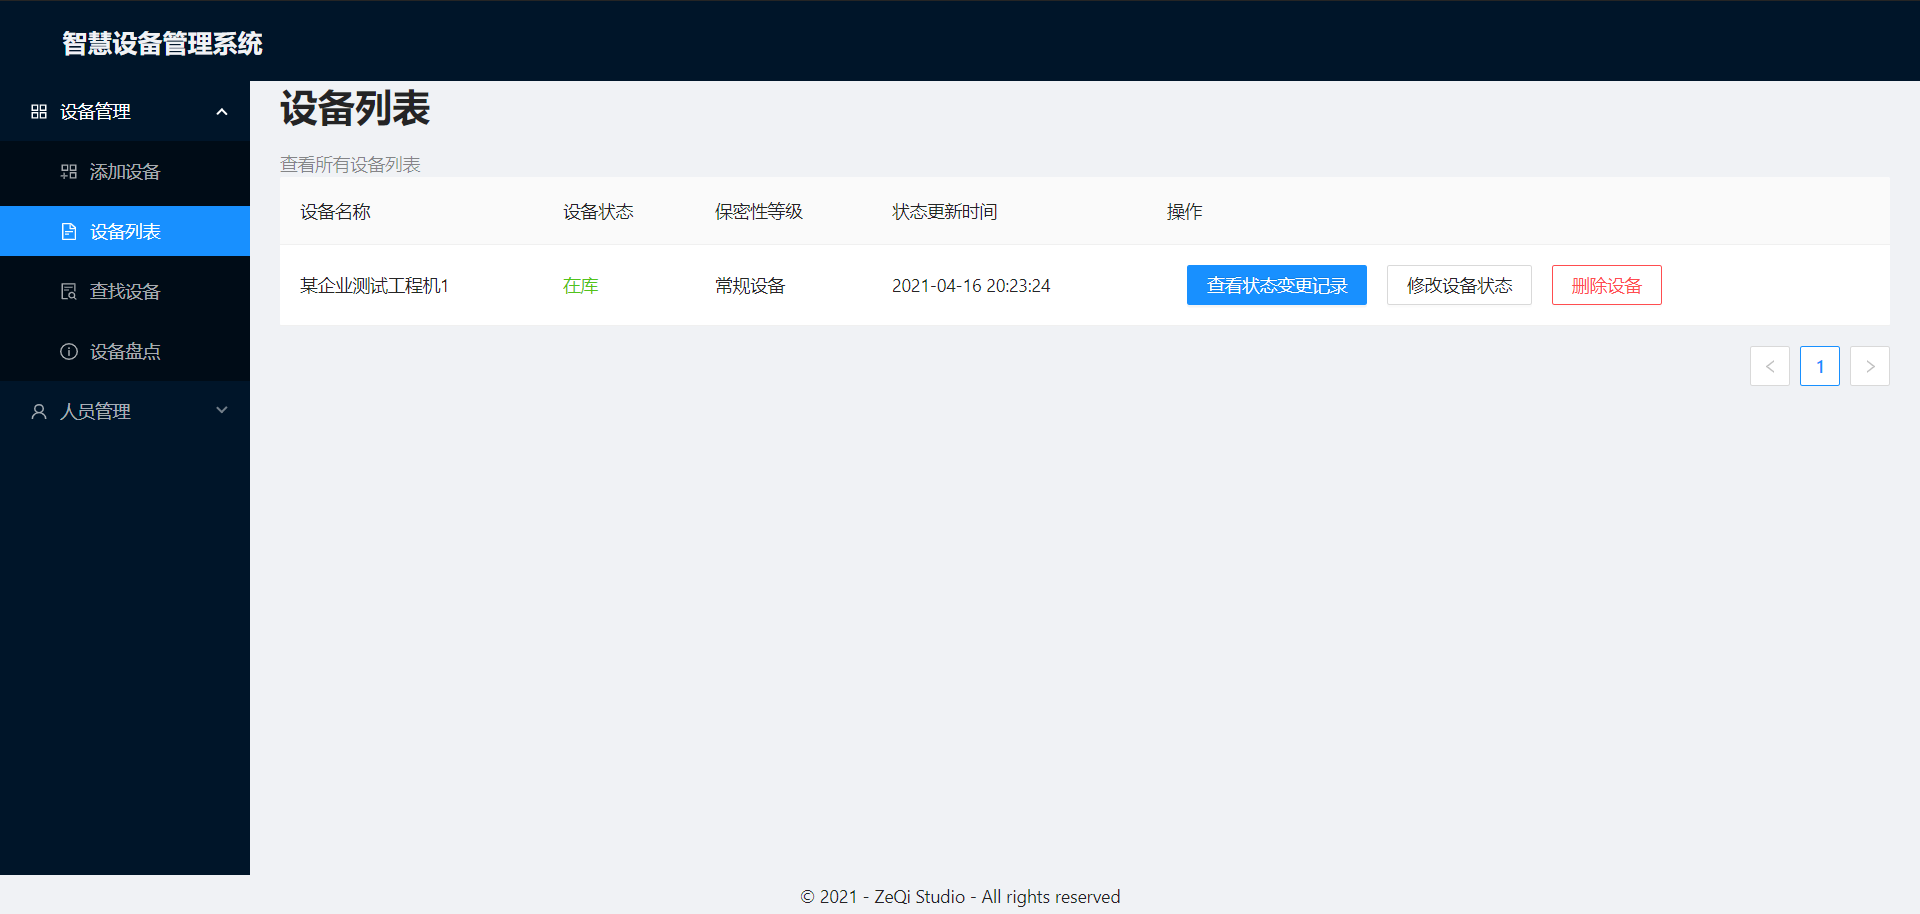 智慧设备管理系统
设备管理
添加设备
设备列表
查找设备
设备盘点
人员管理
设备列表
查看所有设备列表
设备名称 设备状态 保密性等级 状态更新时间 操作
某企业测试工程机1 在库 常规设备 2021-04-16 20:23:24 查看状态变更记录 修改设备状态 删除设备
< 1 >
© 2021 - ZeQi Studio - All rights reserved